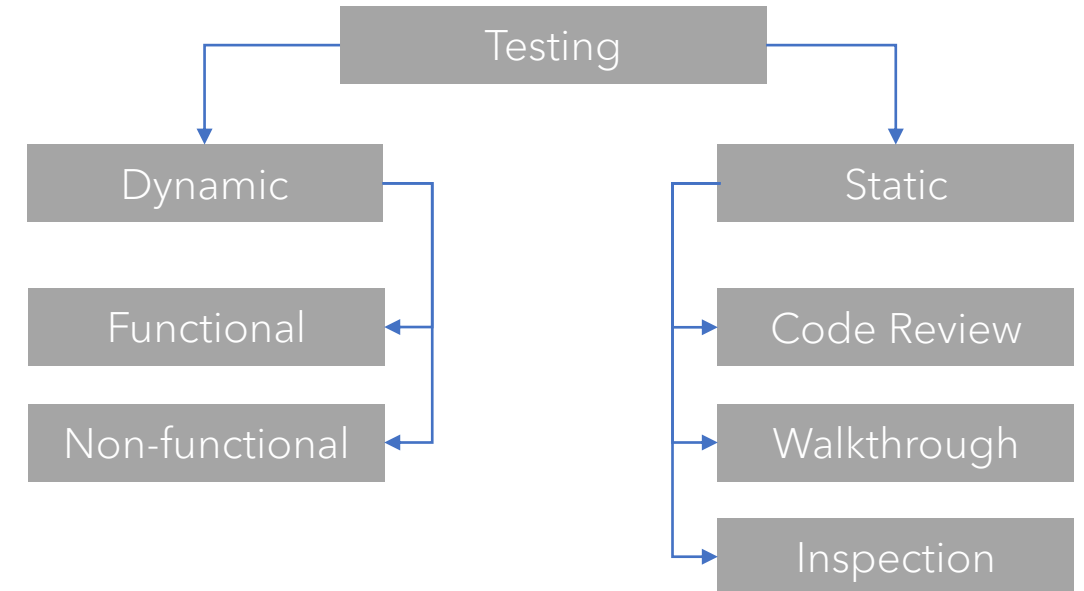 Testing
Dynamic
Static
Functional
Code Review
Non-functional
Walkthrough
Inspection